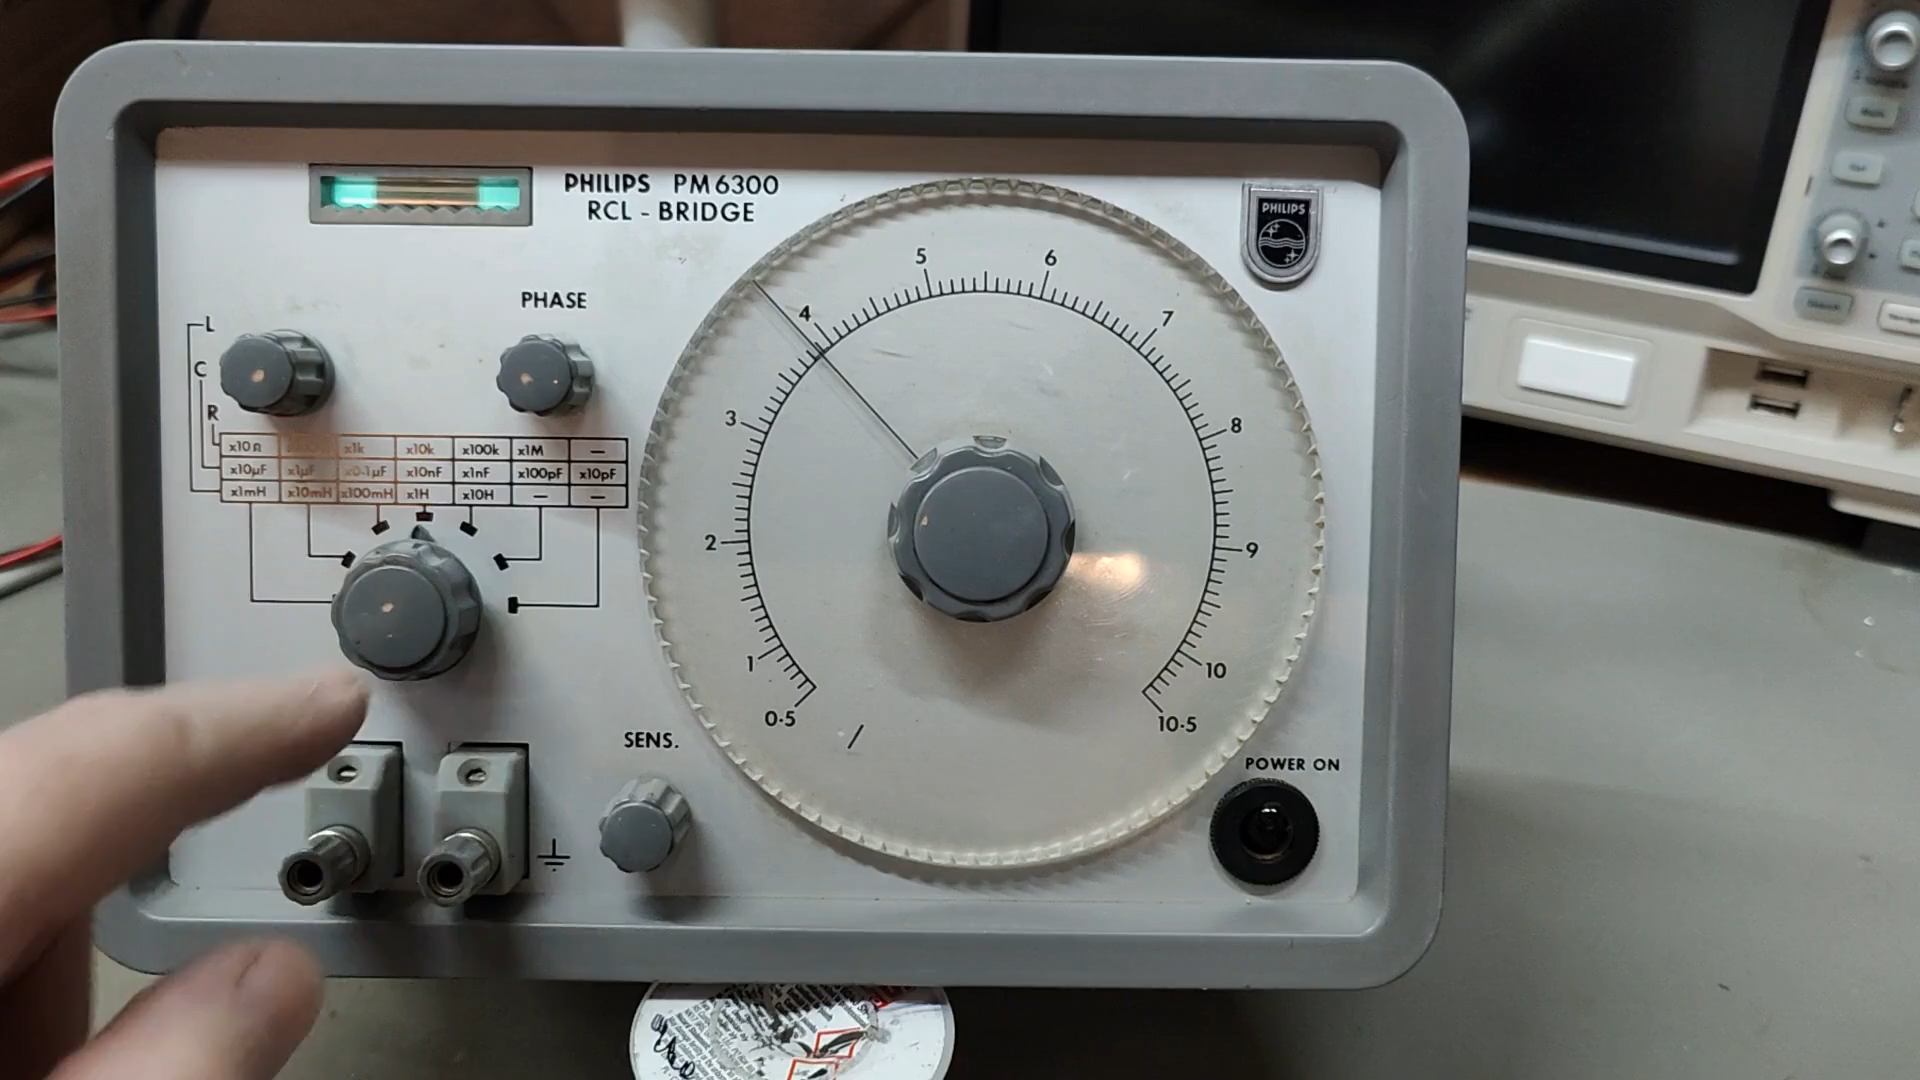 PHILIPS PM6300
RCL - BRIDGE
PHILIPS
PHASE
L
C
R
x10Ω x1k x10k x100k x1M —
x10µF x1µF x0·1µF x10nF x1nF x100pF x10pF
x1mH x10mH x100mH x1H x10H — —
0·5
1
2
3
4
5
6
7
8
9
10
10·5
SENS.
POWER ON